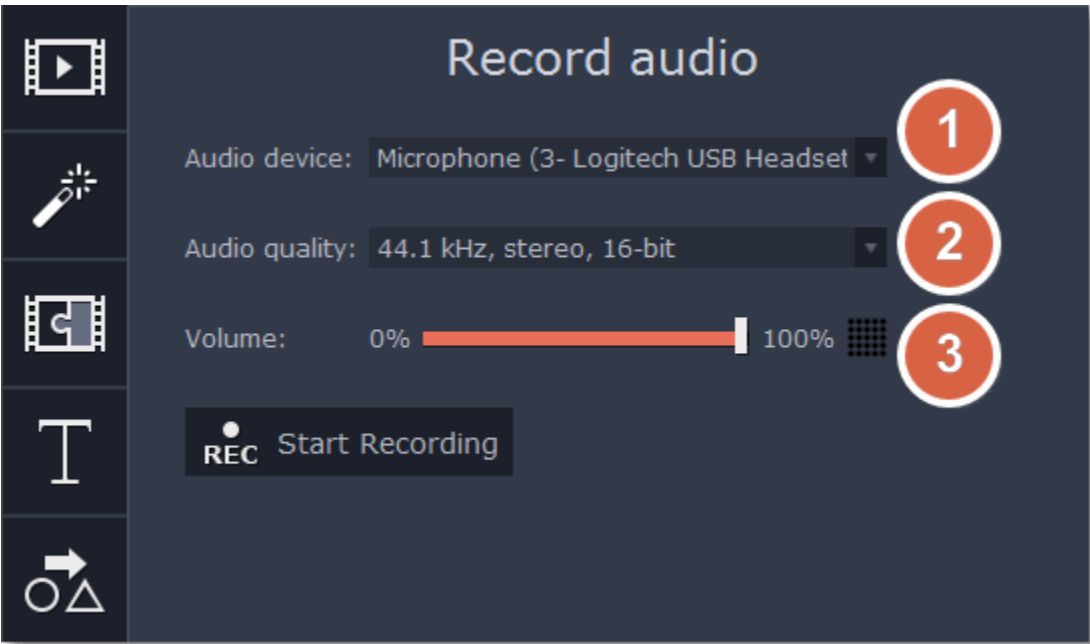 Record audio
1
Audio device: Microphone (3- Logitech USB Headset
2
Audio quality: 44.1 kHz, stereo, 16-bit
3
Volume: 0% 100%
REC Start Recording
T